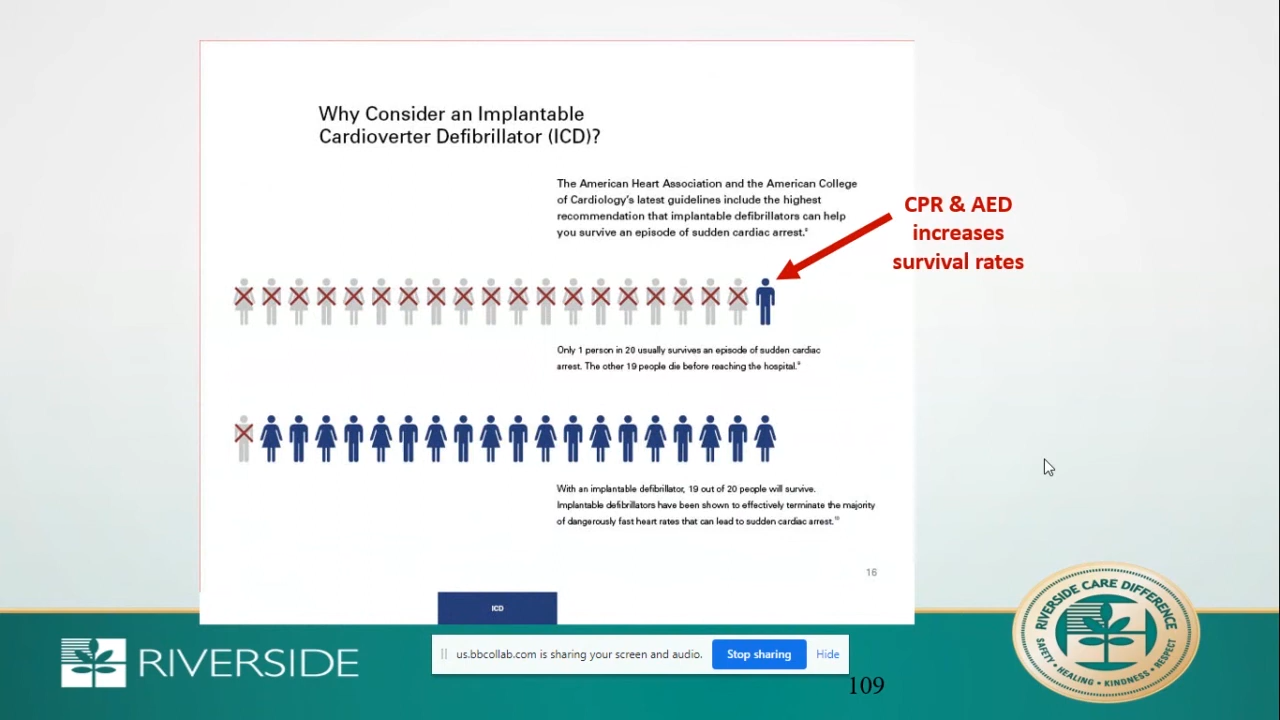 Why Consider an Implantable
Cardioverter Defibrillator (ICD)?
The American Heart Association and the American College
of Cardiology's latest guidelines include the highest
recommendation that implantable defibrillators can help
you survive an episode of sudden cardiac arrest.
CPR & AED
increases
survival rates
Only 1 person in 20 usually survives an episode of sudden cardiac
arrest. The other 19 people die before reaching the hospital.
With an implantable defibrillator, 19 out of 20 people will survive.
Implantable defibrillators have been shown to effectively terminate the majority
of dangerously fast heart rates that can lead to sudden cardiac arrest.
16
ICD
RIVERSIDE
us.bbcollab.com is sharing your screen and audio.
Stop sharing
Hide
109
RIVERSIDE CARE DIFFERENCE
SAFETY • HEALING • KINDNESS • RESPECT